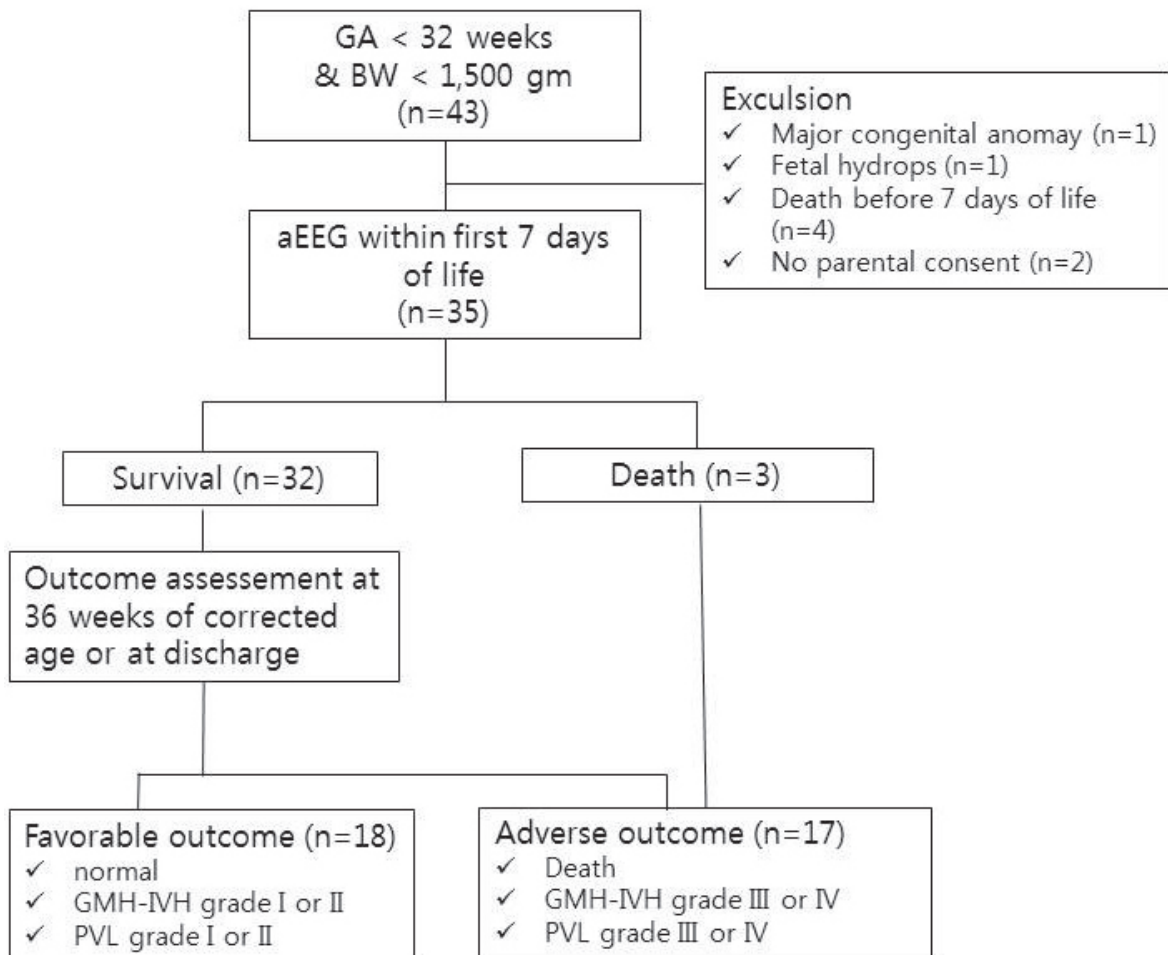 GA < 32 weeks
& BW < 1,500 gm
(n=43)
Exculsion
✓ Major congenital anomay (n=1)
✓ Fetal hydrops (n=1)
✓ Death before 7 days of life
(n=4)
✓ No parental consent (n=2)
aEEG within first 7 days
of life
(n=35)
Survival (n=32)
Death (n=3)
Outcome assessement at
36 weeks of corrected
age or at discharge
Favorable outcome (n=18)
✓ normal
✓ GMH-IVH grade Ⅰ or Ⅱ
✓ PVL grade Ⅰ or Ⅱ
Adverse outcome (n=17)
✓ Death
✓ GMH-IVH grade Ⅲ or Ⅳ
✓ PVL grade Ⅲ or Ⅳ